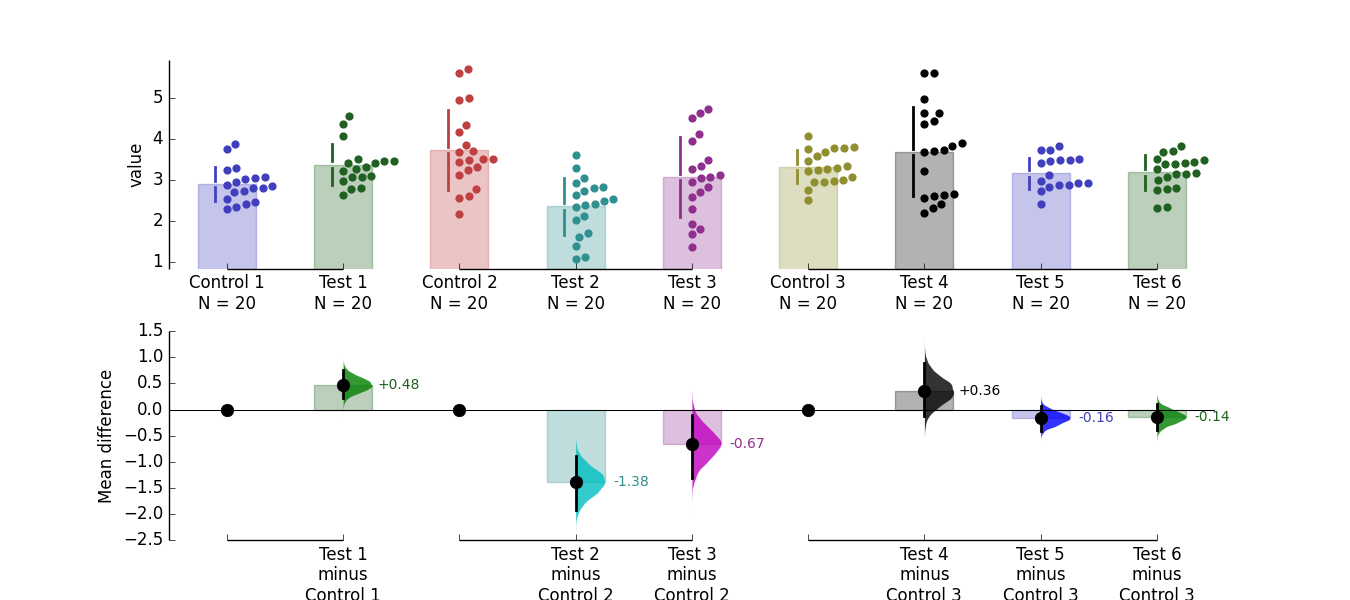 value
5
4
3
2
1
Control 1 Test 1 Control 2 Test 2 Test 3 Control 3 Test 4 Test 5 Test 6
N = 20 N = 20 N = 20 N = 20 N = 20 N = 20 N = 20 N = 20 N = 20
Mean difference
1.5
1.0
0.5
0.0
−0.5
−1.0
−1.5
−2.0
−2.5
+0.48
-1.38
-0.67
+0.36
-0.16
-0.14
Test 1 Test 2 Test 3 Test 4 Test 5 Test 6
minus minus minus minus minus minus
Control 1 Control 2 Control 2 Control 3 Control 3 Control 3